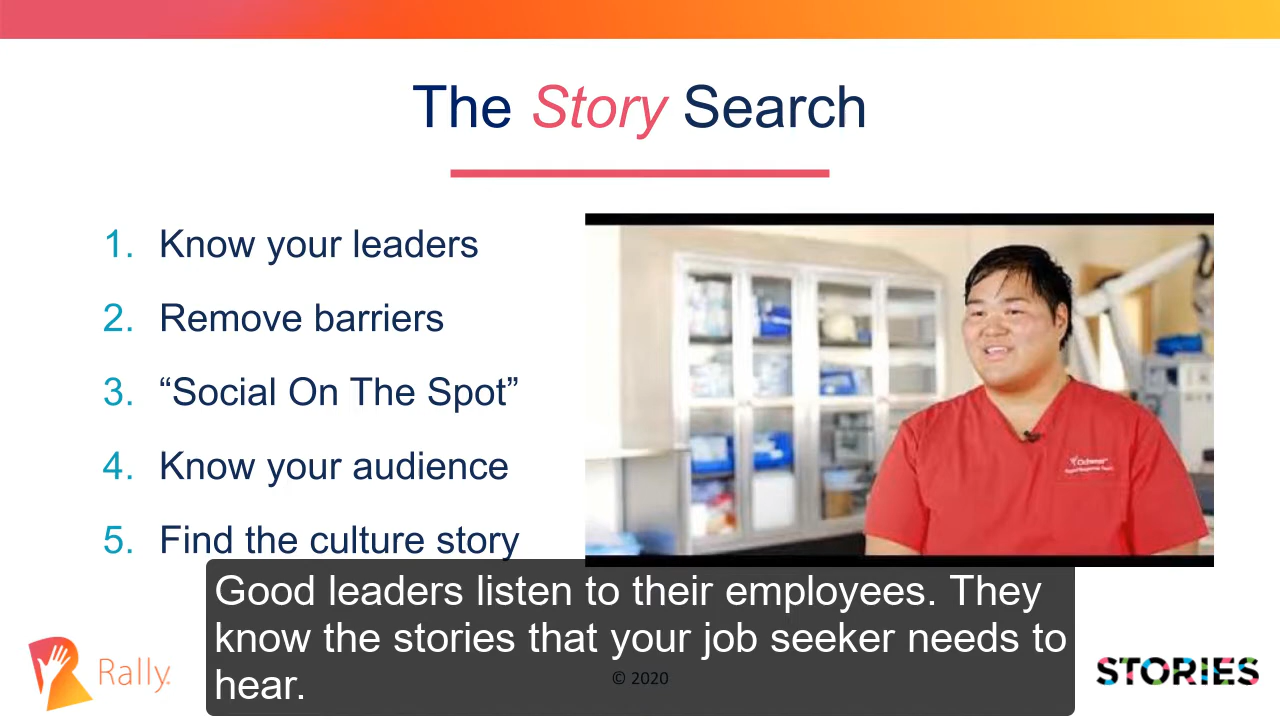 The Story Search
1. Know your leaders
2. Remove barriers
3. “Social On The Spot”
4. Know your audience
5. Find the culture story
Good leaders listen to their employees. They
know the stories that your job seeker needs to
hear.
Rally
© 2020
STORIES